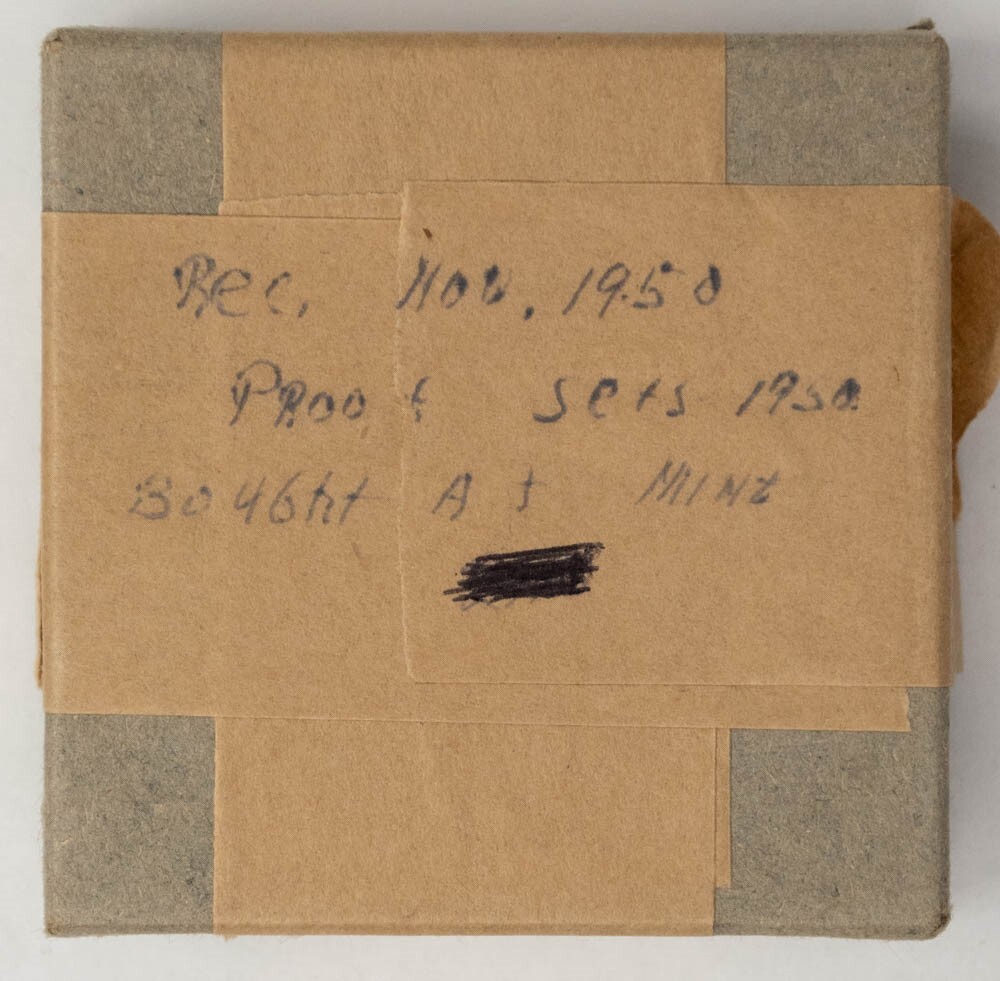 Rec. Nov. 1950
Proof sets 1950
Bought At Mint